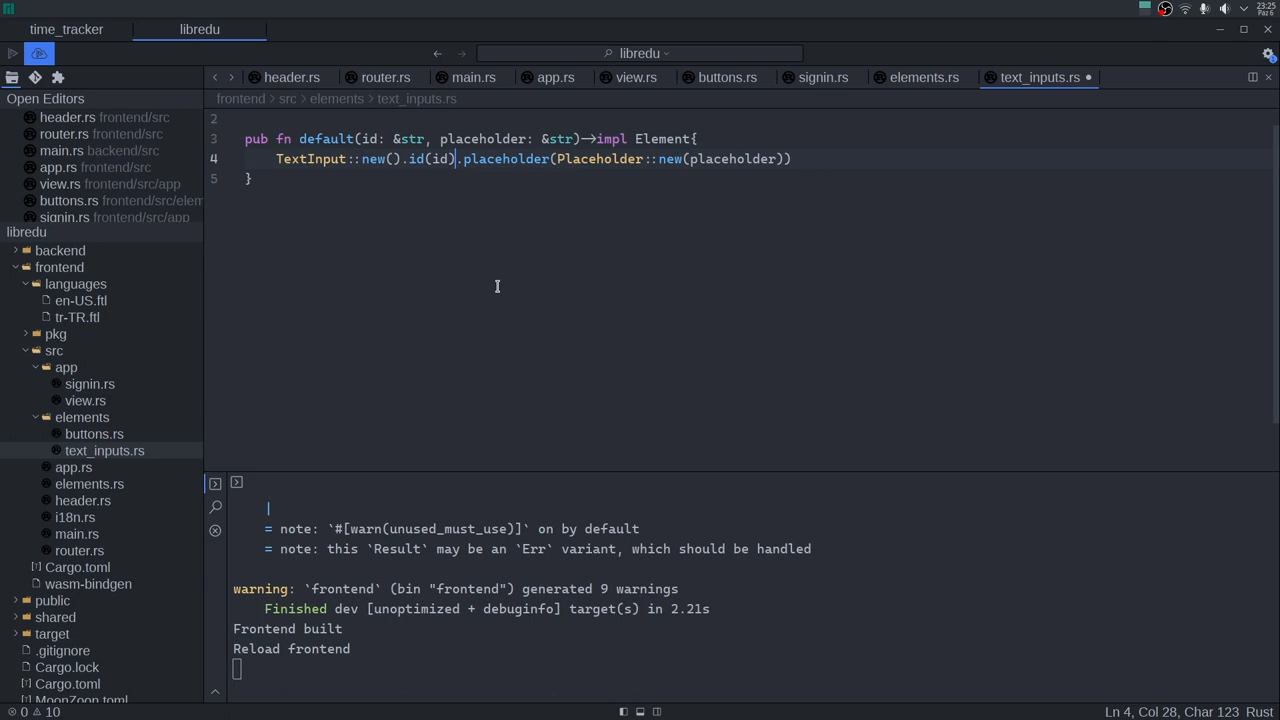 23:25
Paz 6
time_tracker
libredu
libredu
header.rs
router.rs
main.rs
app.rs
view.rs
buttons.rs
signin.rs
elements.rs
text_inputs.rs
Open Editors
frontend > src > elements > text_inputs.rs
header.rs frontend/src
router.rs frontend/src
main.rs backend/src
app.rs frontend/src
view.rs frontend/src/app
buttons.rs frontend/src/elem
signin.rs frontend/src/app
libredu
backend
frontend
languages
en-US.ftl
tr-TR.ftl
pkg
src
app
signin.rs
view.rs
elements
buttons.rs
text_inputs.rs
app.rs
elements.rs
header.rs
i18n.rs
main.rs
router.rs
Cargo.toml
wasm-bindgen
public
shared
target
.gitignore
Cargo.lock
Cargo.toml
MoonZoon.toml
2
3 pub fn default(id: &str, placeholder: &str)->impl Element{
4 TextInput::new().id(id).placeholder(Placeholder::new(placeholder))
5 }
|
= note: `#[warn(unused_must_use)]` on by default
= note: this `Result` may be an `Err` variant, which should be handled
warning: `frontend` (bin "frontend") generated 9 warnings
Finished dev [unoptimized + debuginfo] target(s) in 2.21s
Frontend built
Reload frontend
0 10
Ln 4, Col 28, Char 123 Rust